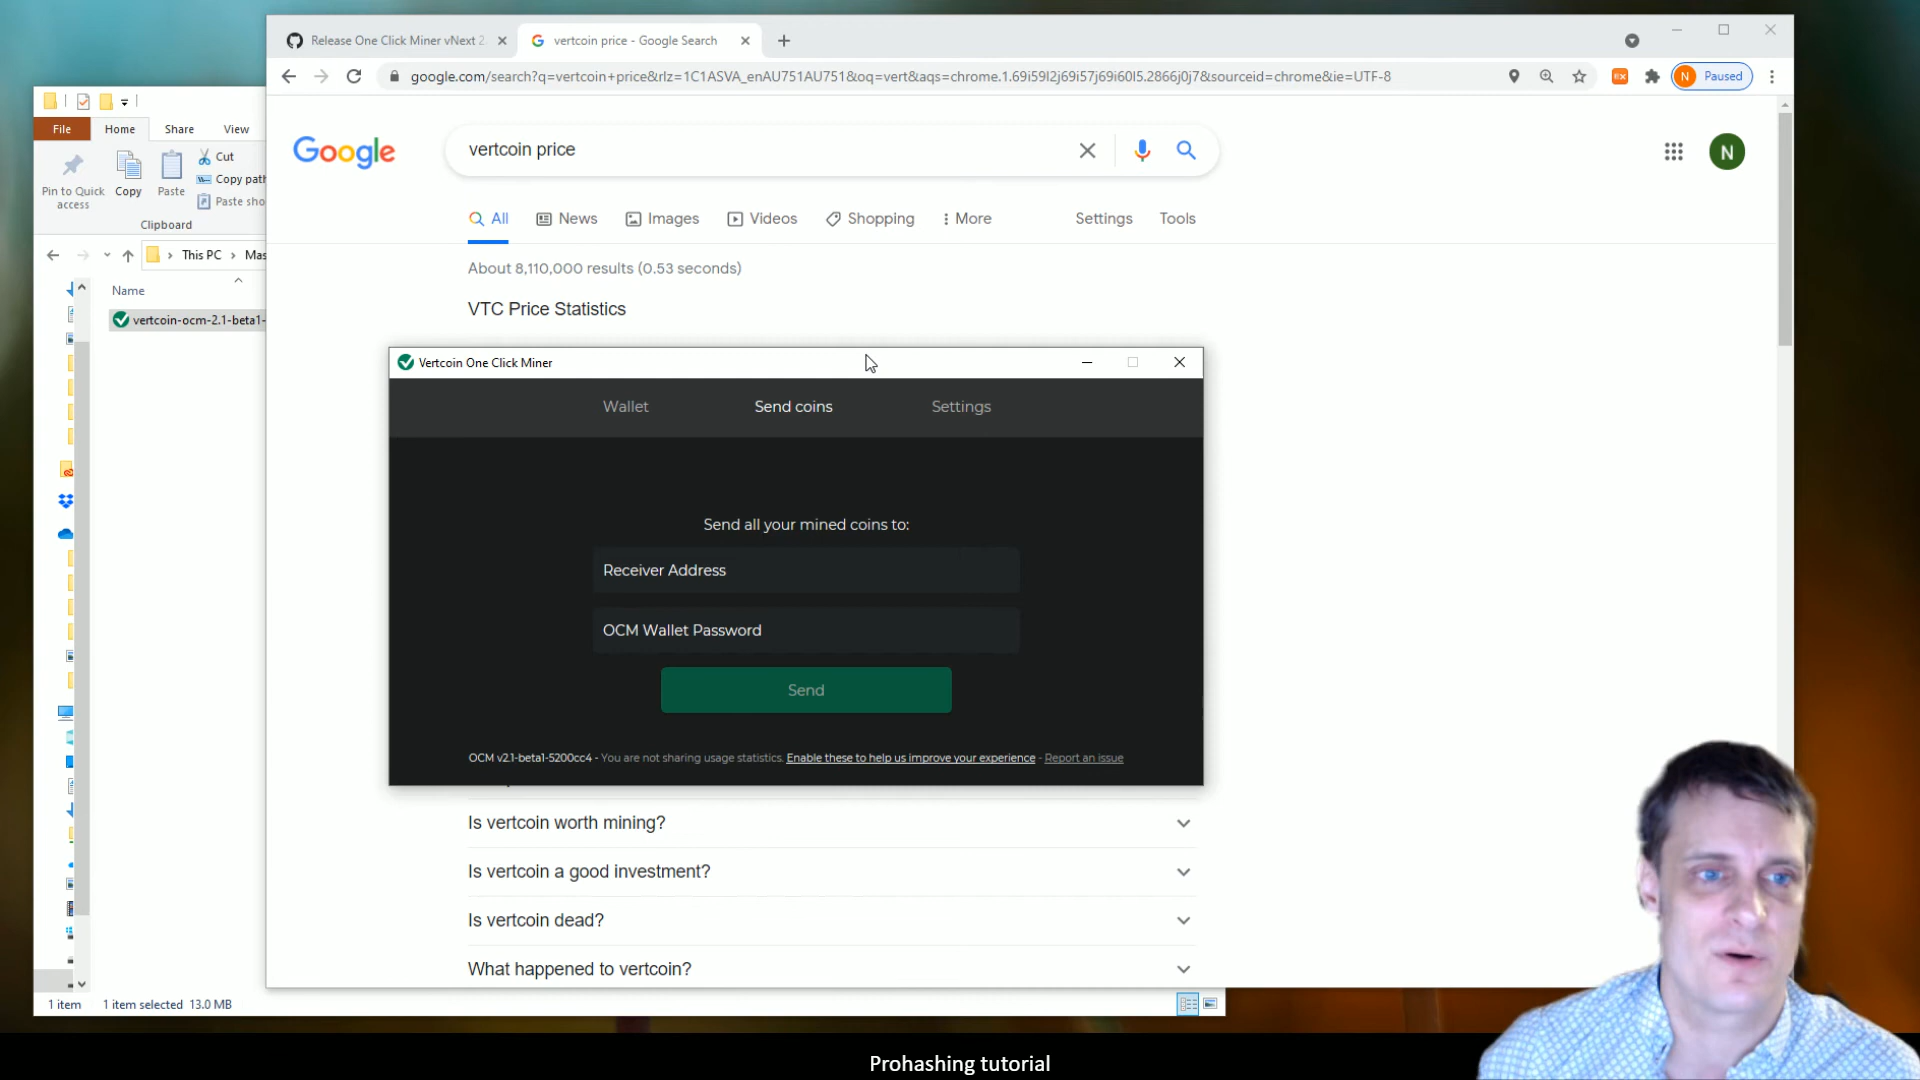 Release One Click Miner vNext 2
vertcoin price - Google Search
google.com/search?q=vertcoin+price&rlz=1C1ASVA_enAU751AU751&oq=vert&aqs=chrome.1.69i59l2j69i57j69i60l5.2866j0j7&sourceid=chrome&ie=UTF-8
N
Paused
File
Home
Share
View
Pin to Quick
access
Copy
Paste
Cut
Copy path
Paste sho
Clipboard
This PC
Mas
Name
vertcoin-ocm-2.1-beta1-
1 item
1 item selected 13.0 MB
Google
vertcoin price
N
All
News
Images
Videos
Shopping
More
Settings
Tools
About 8,110,000 results (0.53 seconds)
VTC Price Statistics
Vertcoin One Click Miner
Wallet
Send coins
Settings
Send all your mined coins to:
Receiver Address
OCM Wallet Password
Send
OCM v2.1-beta1-5200cc4 - You are not sharing usage statistics. Enable these to help us improve your experience - Report an issue
Is vertcoin worth mining?
Is vertcoin a good investment?
Is vertcoin dead?
What happened to vertcoin?
Prohashing tutorial